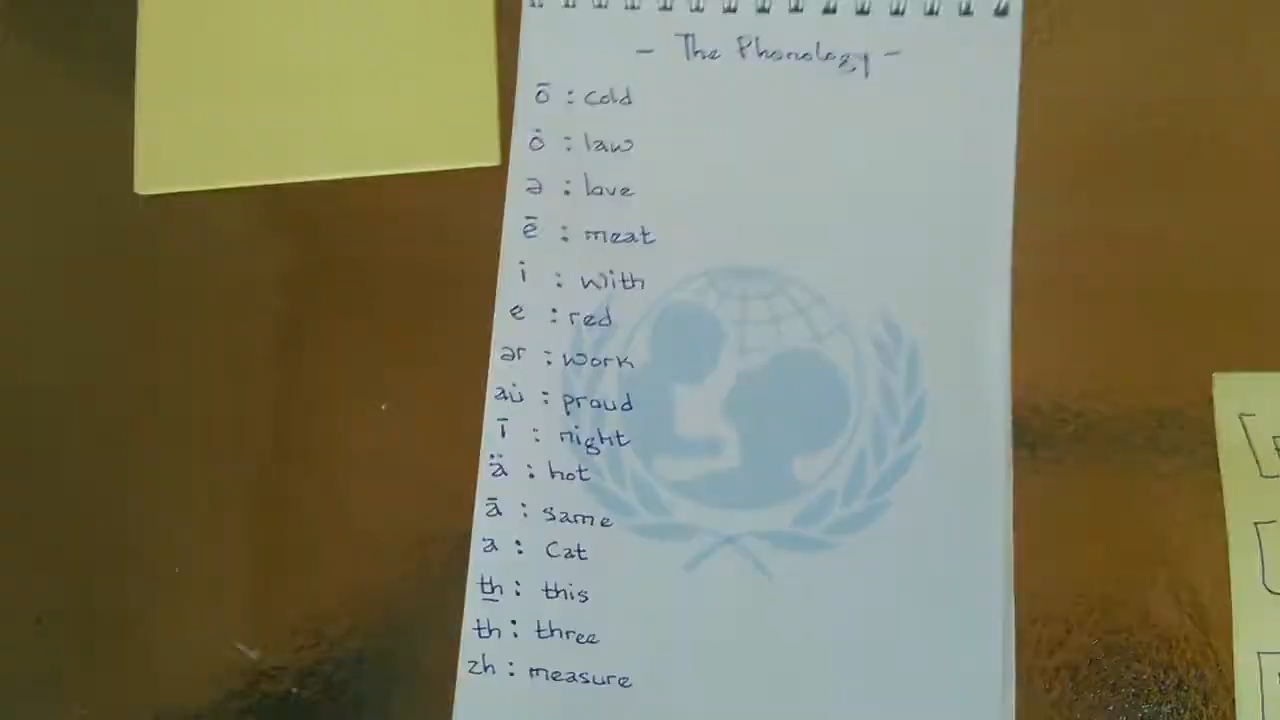 - The Phonology -
ō : cold
ȯ : law
ə : love
ē : meat
i : with
e : red
ər : work
au̇ : proud
ī : night
ä : hot
ā : same
a : Cat
t͟h : this
th : three
zh : measure